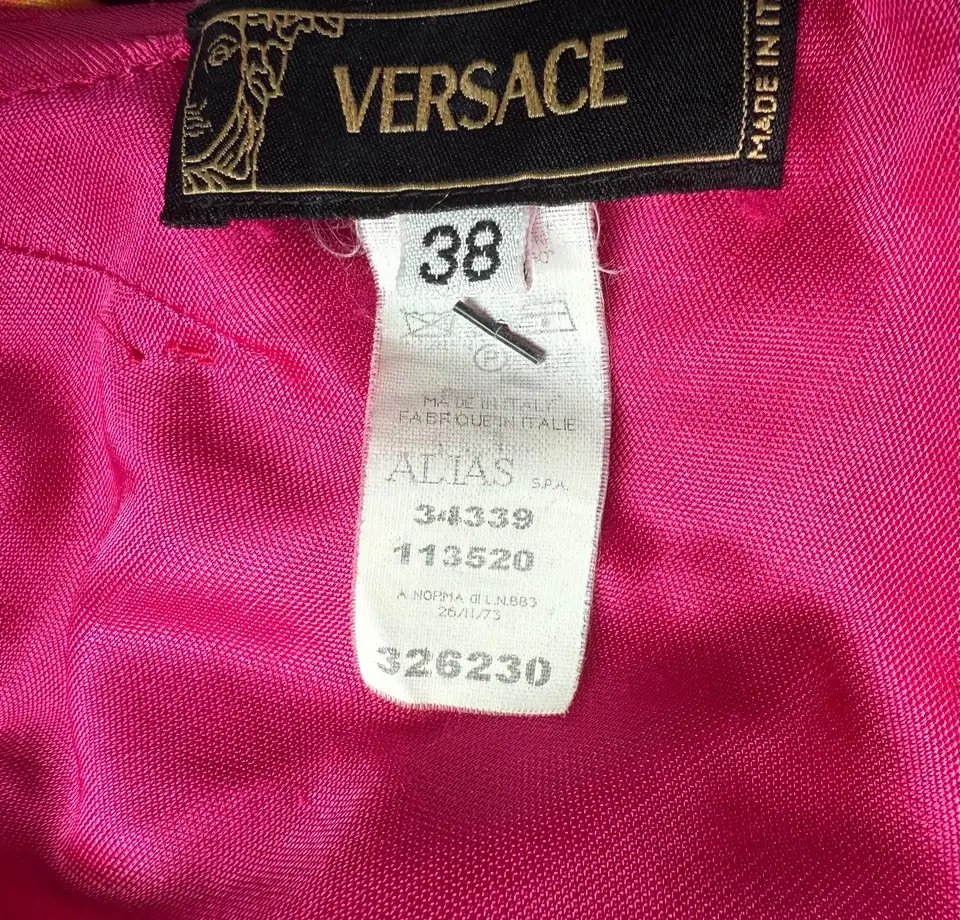 VERSACE
MADE IN IT
38
P
MADE IN ITALY
FABRIQUE IN ITALIE
ALIAS S.P.A.
34339
113520
A NORMA di L.N.883
26/11/73
326230